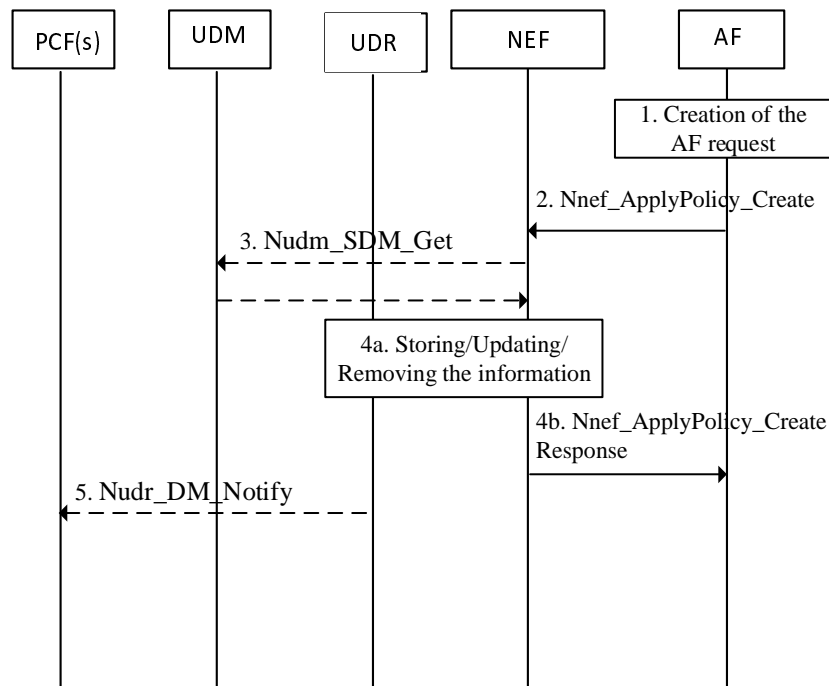 PCF(s)
UDM
UDR
NEF
AF
1. Creation of the
AF request
2. Nnef_ApplyPolicy_Create
3. Nudm_SDM_Get
4a. Storing/Updating/
Removing the information
4b. Nnef_ApplyPolicy_Create
Response
5. Nudr_DM_Notify